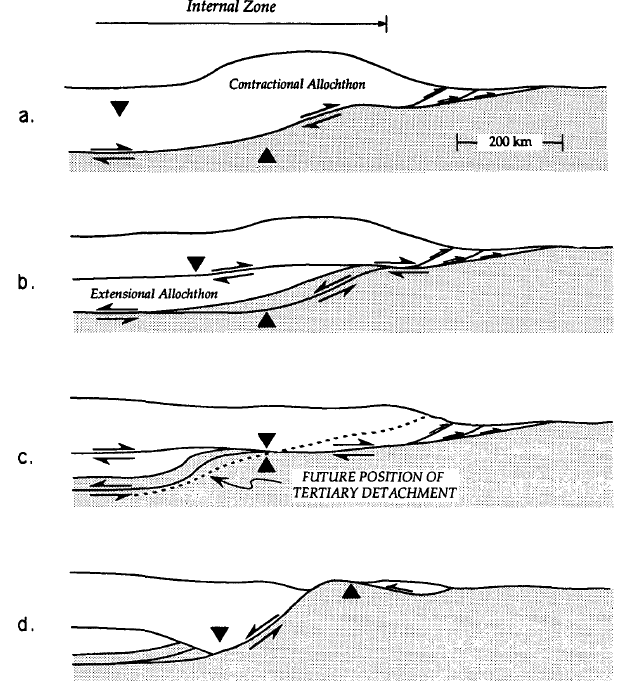 Internal Zone
Contractional Allochthon
a.
200 km
b.
Extensional Allochthon
c.
FUTURE POSITION OF
TERTIARY DETACHMENT
d.